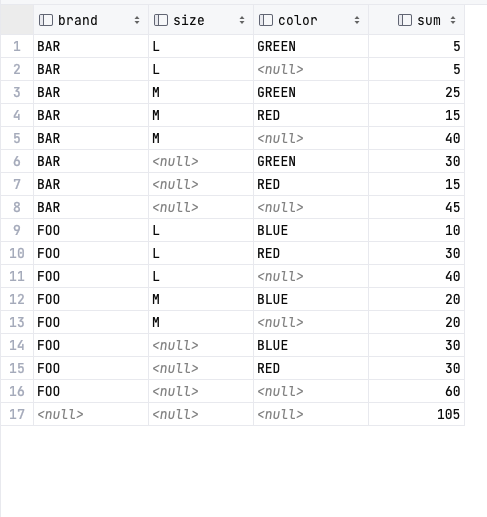 brand size color sum
1 BAR L GREEN 5
2 BAR L <null> 5
3 BAR M GREEN 25
4 BAR M RED 15
5 BAR M <null> 40
6 BAR <null> GREEN 30
7 BAR <null> RED 15
8 BAR <null> <null> 45
9 FOO L BLUE 10
10 FOO L RED 30
11 FOO L <null> 40
12 FOO M BLUE 20
13 FOO M <null> 20
14 FOO <null> BLUE 30
15 FOO <null> RED 30
16 FOO <null> <null> 60
17 <null> <null> <null> 105